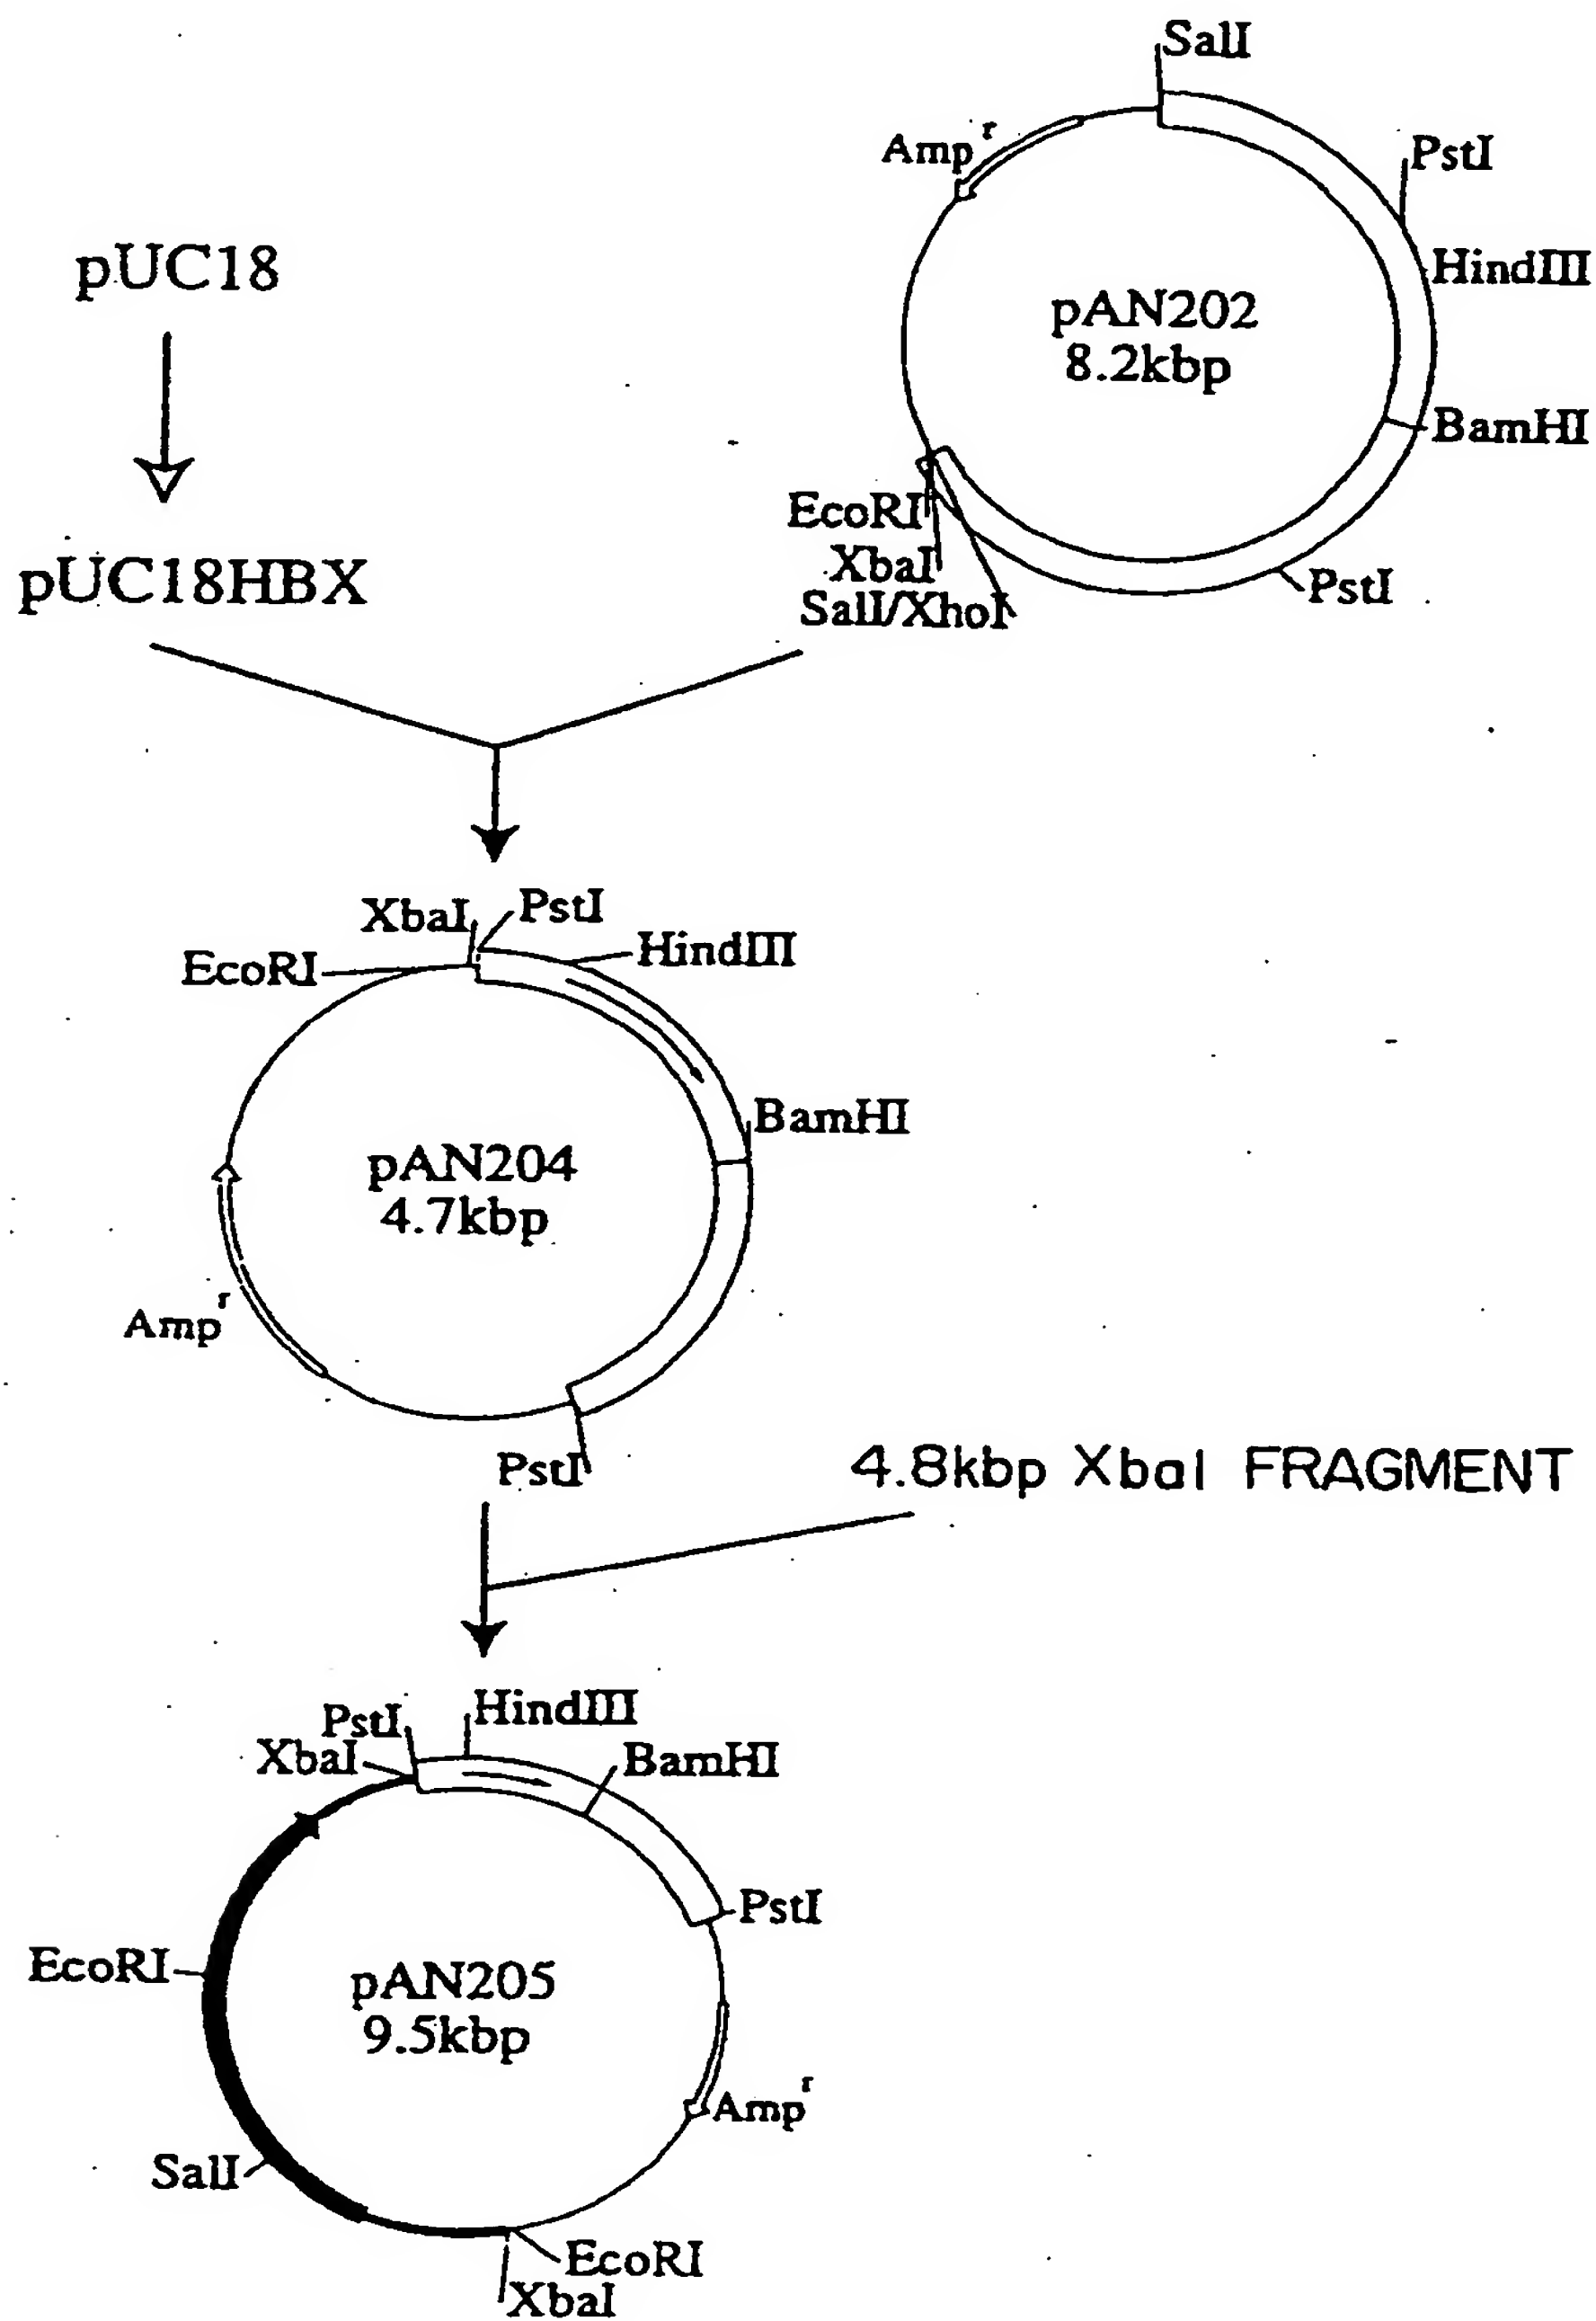 SalI
Amp r
PstI
pUC18
HindIII
pAN202
8.2kbp
BamHI
EcoRI
XbaI
SalI/XhoI
PstI
pUC18HBX
XbaI
PstI
HindIII
EcoRI
BamHI
pAN204
4.7kbp
Amp r
PstI
4.8kbp XbaI FRAGMENT
PstI
HindIII
XbaI
BamHI
PstI
EcoRI
pAN205
9.5kbp
Amp r
SalI
EcoRI
XbaI